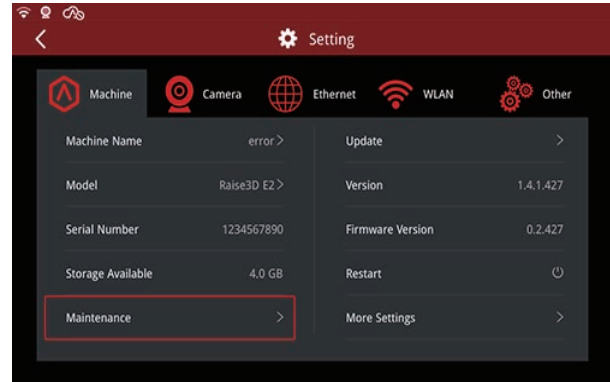 Setting
Machine
Camera
Ethernet
WLAN
Other
Machine Name error
Update
Model Raise3D E2
Version 1.4.1.427
Serial Number 1234567890
Firmware Version 0.2.427
Storage Available 4.0 GB
Restart
Maintenance
More Settings